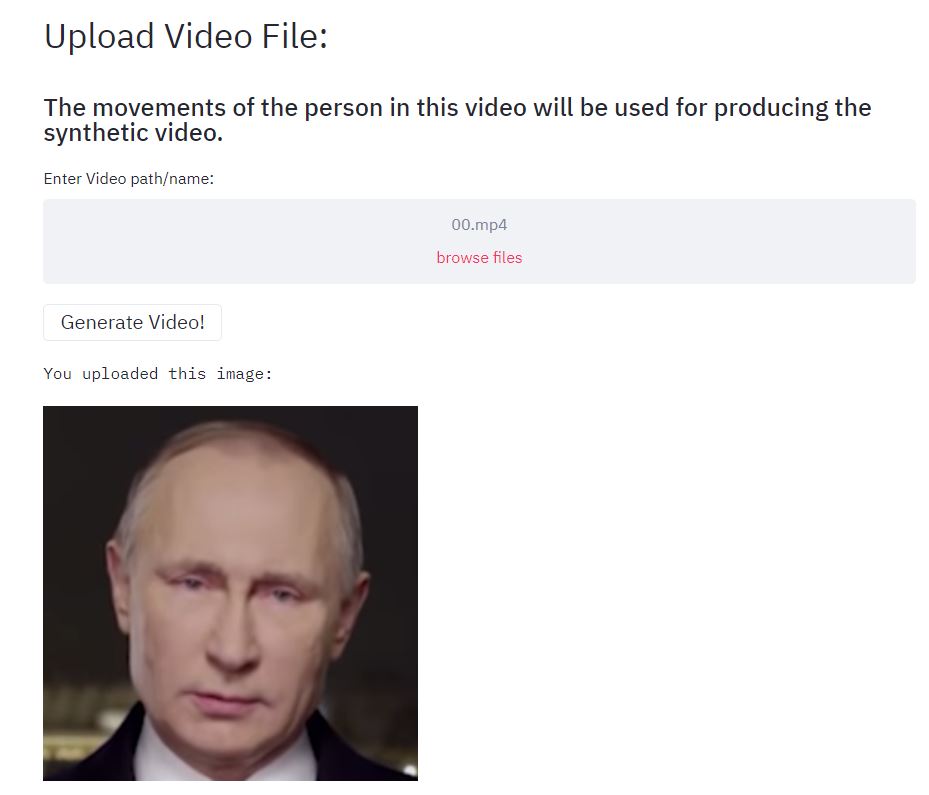 Upload Video File:
The movements of the person in this video will be used for producing the
synthetic video.
Enter Video path/name:
00.mp4
browse files
Generate Video!
You uploaded this image: